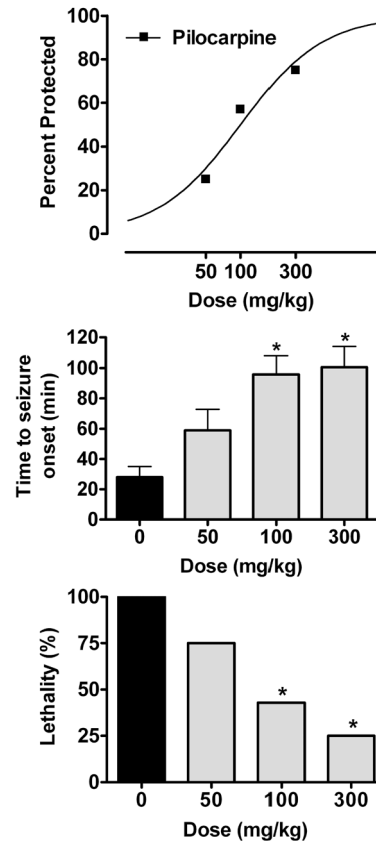 Percent Protected
100
80
60
40
20
0
Pilocarpine
50 100 300
Dose (mg/kg)
Time to seizure
onset (min)
120
100
80
60
40
20
0
* *
0 50 100 300
Dose (mg/kg)
Lethality (%)
100
75
50
25
0
*
*
0 50 100 300
Dose (mg/kg)